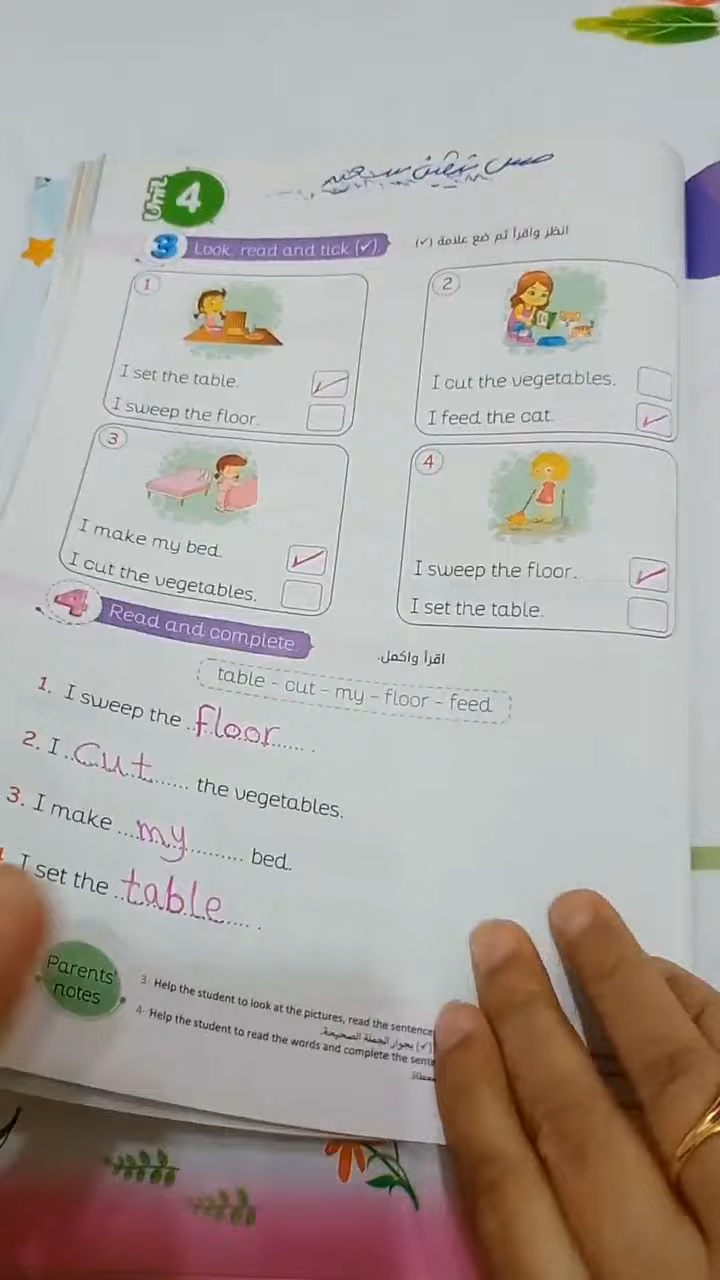 Unit 4
3 Look, read and tick (✓)
انظر واقرأ ثم ضع علامة (✓)
1
I set the table. ✓
I sweep the floor.
2
I cut the vegetables.
I feed the cat. ✓
3
I make my bed. ✓
I cut the vegetables.
4
I sweep the floor. ✓
I set the table.
4 Read and complete.
اقرأ واكمل.
table - cut - my - floor - feed
1. I sweep the floor .
2. I cut the vegetables.
3. I make my bed.
I set the table .
Parents'
notes
3- Help the student to look at the pictures, read the sentence
(✓) بجوار الجملة الصحيحة.
4- Help the student to read the words and complete the sente